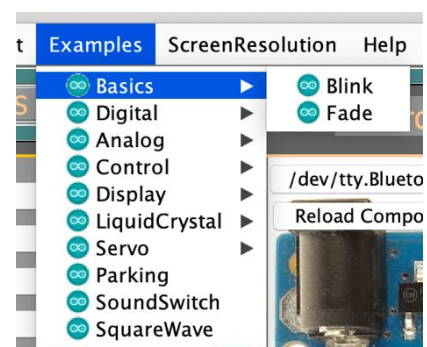 t Examples ScreenResolution Help
Basics
Digital
Analog
Control
Display
LiquidCrystal
Servo
Parking
SoundSwitch
SquareWave
Blink
Fade
/dev/tty.Blueto
Reload Compo